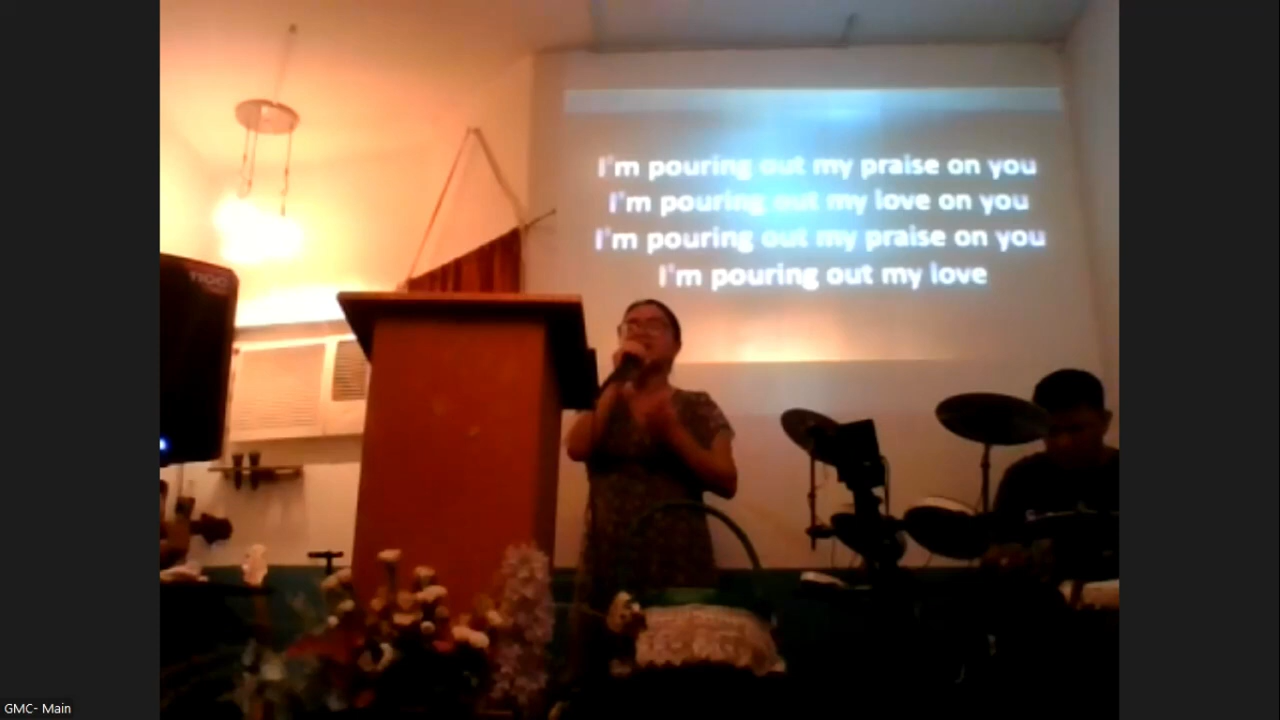 I'm pouring out my praise on you
I'm pouring out my love on you
I'm pouring out my praise on you
I'm pouring out my love
GMC- Main